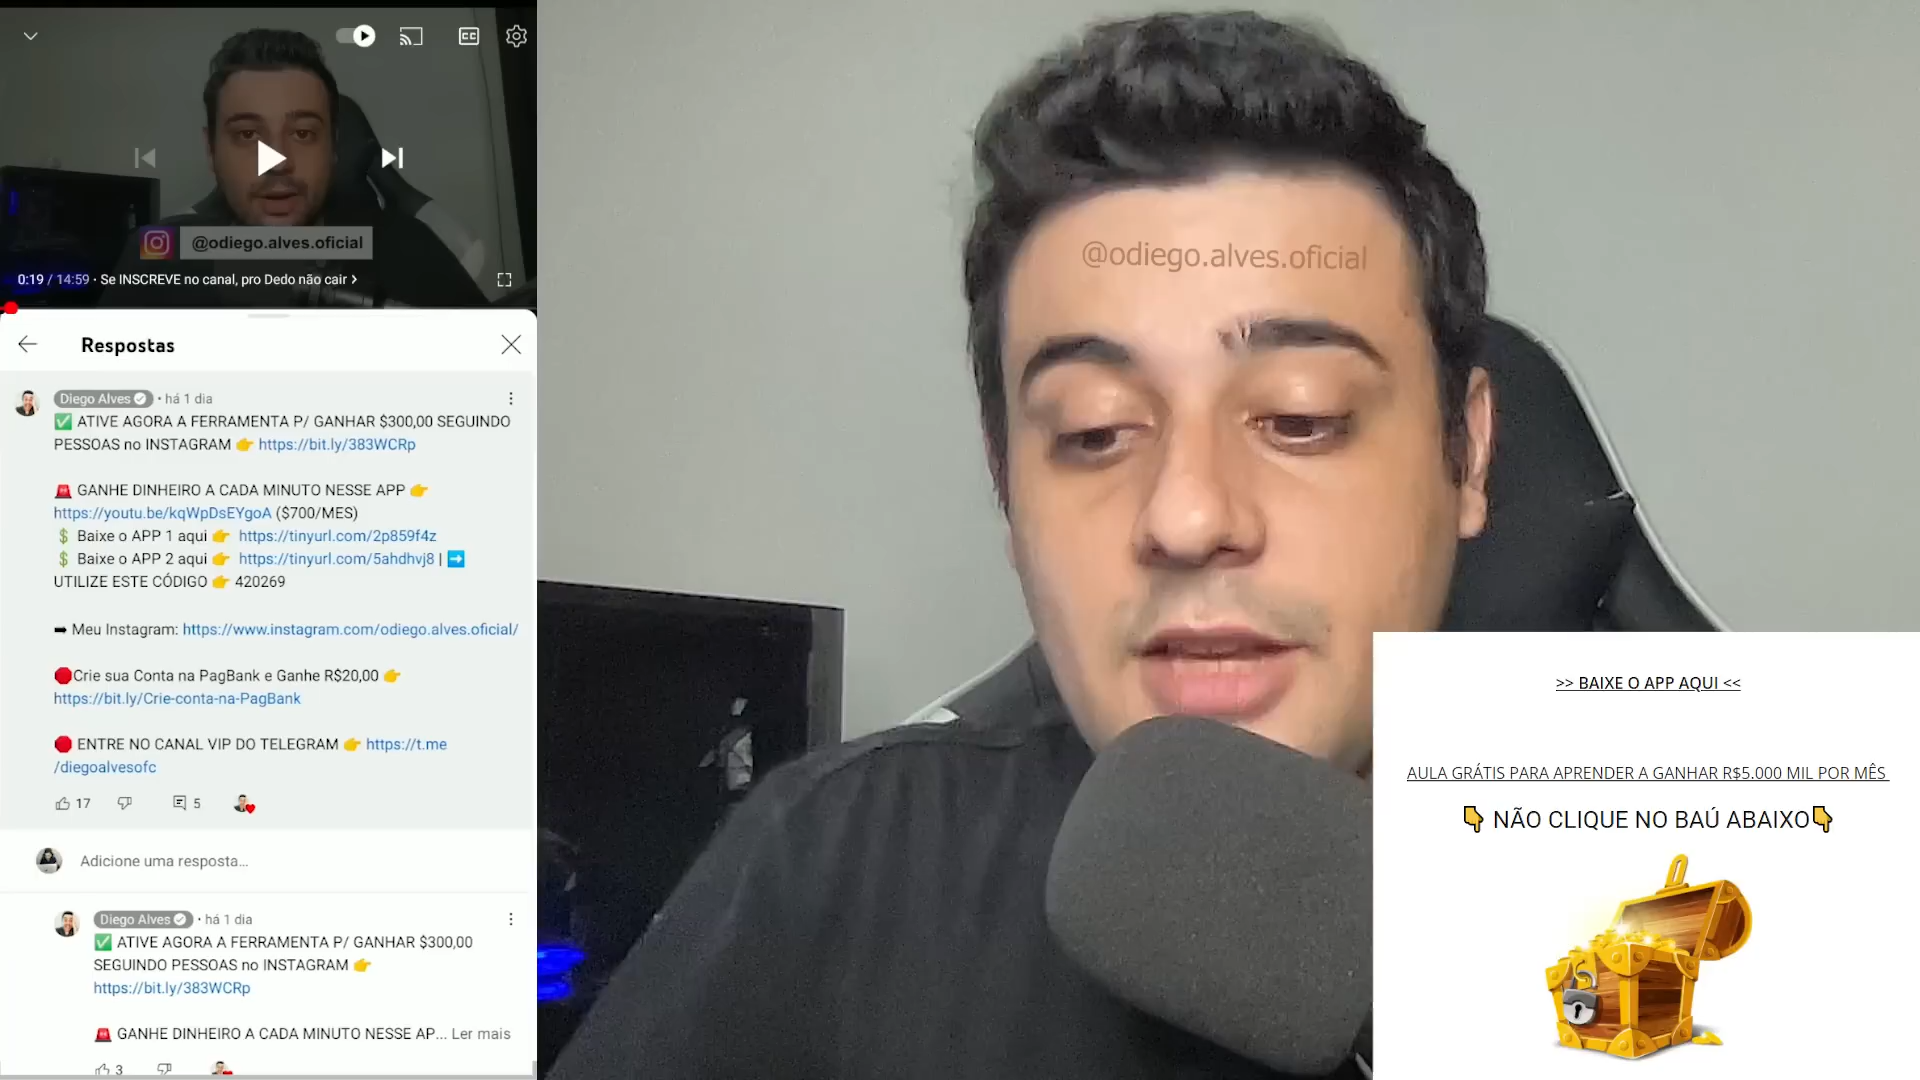 @odiego.alves.oficial
0:19 / 14:59 · Se INSCREVE no canal, pro Dedo não cair ›
Respostas
Diego Alves · há 1 dia
✅ ATIVE AGORA A FERRAMENTA P/ GANHAR $300,00 SEGUINDO
PESSOAS no INSTAGRAM 👉 https://bit.ly/383WCRp
🚨 GANHE DINHEIRO A CADA MINUTO NESSE APP 👉
https://youtu.be/kqWpDsEYgoA ($700/MES)
💲 Baixe o APP 1 aqui 👉 https://tinyurl.com/2p859f4z
💲 Baixe o APP 2 aqui 👉 https://tinyurl.com/5ahdhvj8 | ➡️
UTILIZE ESTE CÓDIGO 👉 420269
➡ Meu Instagram: https://www.instagram.com/odiego.alves.oficial/
🛑Crie sua Conta na PagBank e Ganhe R$20,00 👉
https://bit.ly/Crie-conta-na-PagBank
🛑 ENTRE NO CANAL VIP DO TELEGRAM 👉 https://t.me
/diegoalvesofc
17 5
Adicione uma resposta...
Diego Alves · há 1 dia
✅ ATIVE AGORA A FERRAMENTA P/ GANHAR $300,00
SEGUINDO PESSOAS no INSTAGRAM 👉
https://bit.ly/383WCRp
🚨 GANHE DINHEIRO A CADA MINUTO NESSE AP... Ler mais
3
@odiego.alves.oficial
>> BAIXE O APP AQUI <<
AULA GRÁTIS PARA APRENDER A GANHAR R$5.000 MIL POR MÊS
👇 NÃO CLIQUE NO BAÚ ABAIXO👇